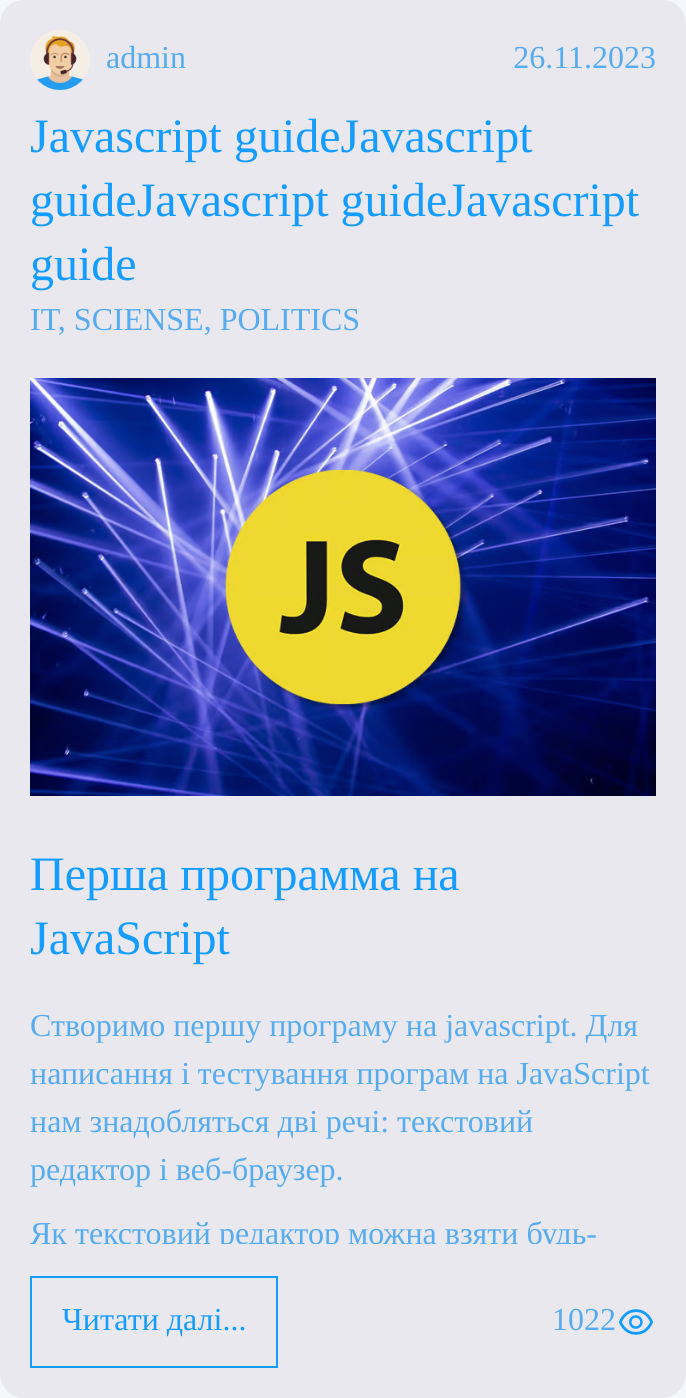 admin 26.11.2023
Javascript guideJavascript
guideJavascript guideJavascript
guide
IT, SCIENSE, POLITICS
JS
Перша программа на
JavaScript
Створимо першу програму на javascript. Для
написання і тестування програм на JavaScript
нам знадобляться дві речі: текстовий
редактор і веб-браузер.
Як текстовий редактор можна взяти будь-
Читати далі... 1022